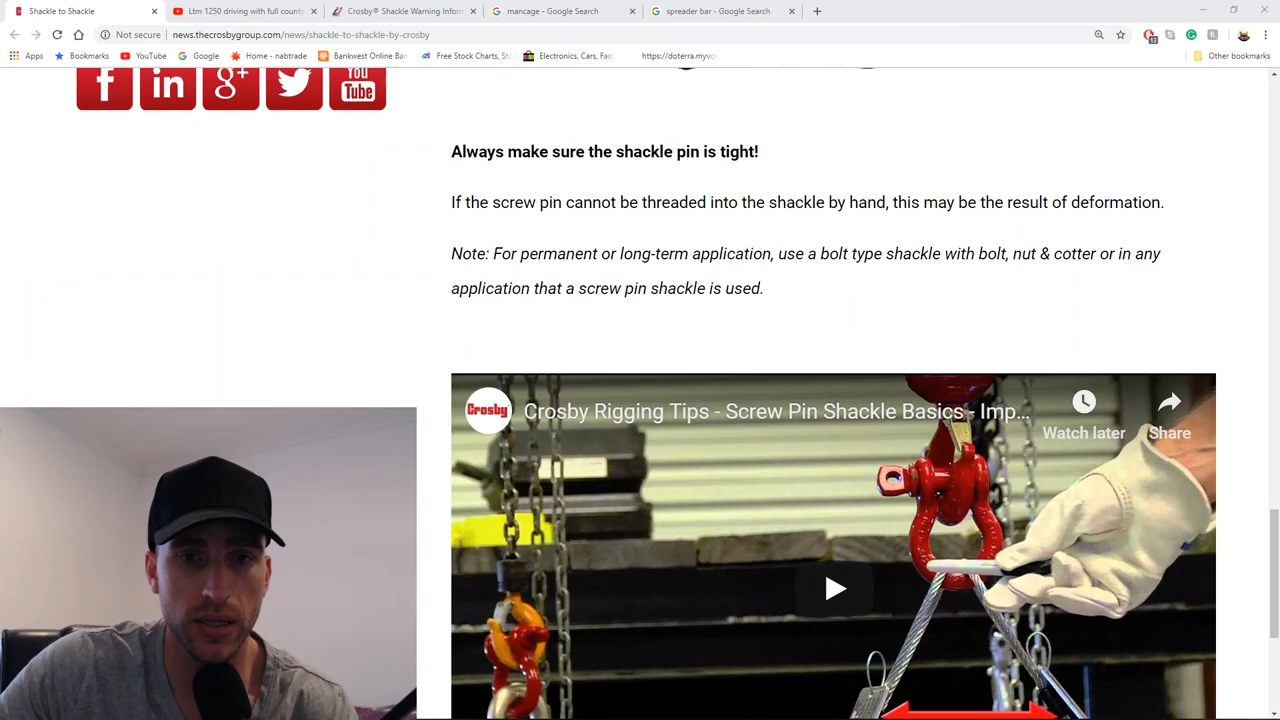 Shackle to Shackle
Ltm 1250 driving with full counte
Crosby® Shackle Warning Inform
mancage - Google Search
spreader bar - Google Search
Not secure
news.thecrosbygroup.com/news/shackle-to-shackle-by-crosby
13
Apps
Bookmarks
YouTube
Google
Home - nabtrade
Bankwest Online Ban
Free Stock Charts, Sto
Electronics, Cars, Fash
https://doterra.myvo
Other bookmarks
f
in
g+
You
Tube
Always make sure the shackle pin is tight!
If the screw pin cannot be threaded into the shackle by hand, this may be the result of deformation.
Note: For permanent or long-term application, use a bolt type shackle with bolt, nut & cotter or in any
application that a screw pin shackle is used.
Crosby
Crosby Rigging Tips - Screw Pin Shackle Basics - Imp...
Watch later
Share